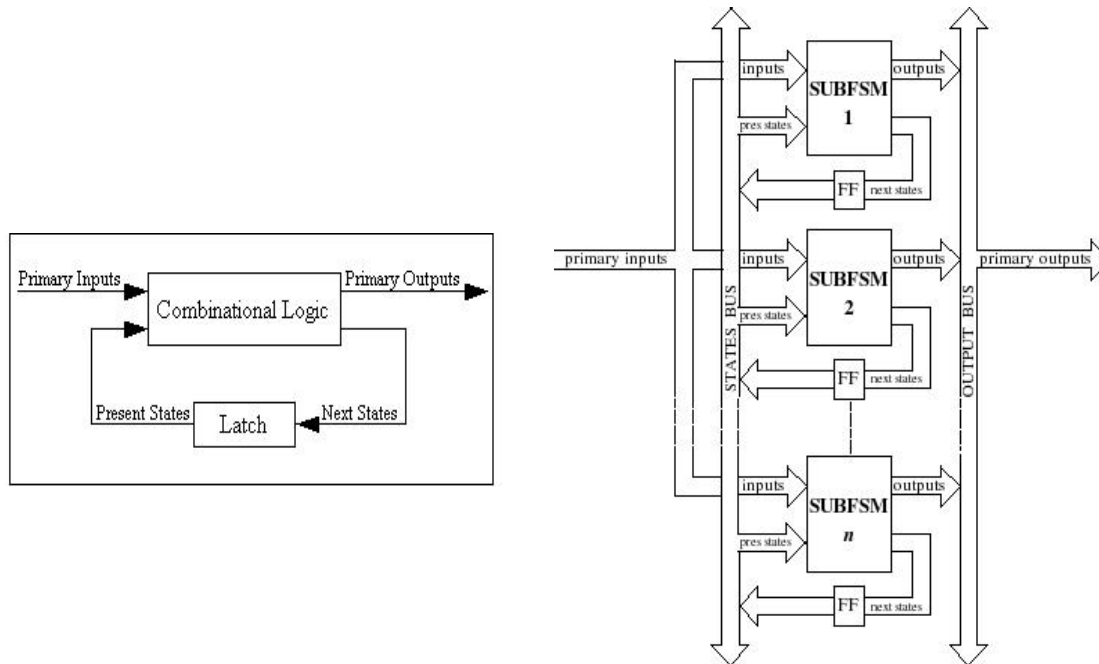 Primary Inputs
Primary Outputs
Combinational Logic
Present States
Next States
Latch
inputs
outputs
SUBFSM
1
pres states
FF
next states
primary inputs
inputs
outputs
primary outputs
SUBFSM
2
pres states
STATES BUS
OUTPUT BUS
FF
next states
inputs
outputs
SUBFSM
n
pres states
FF
next states